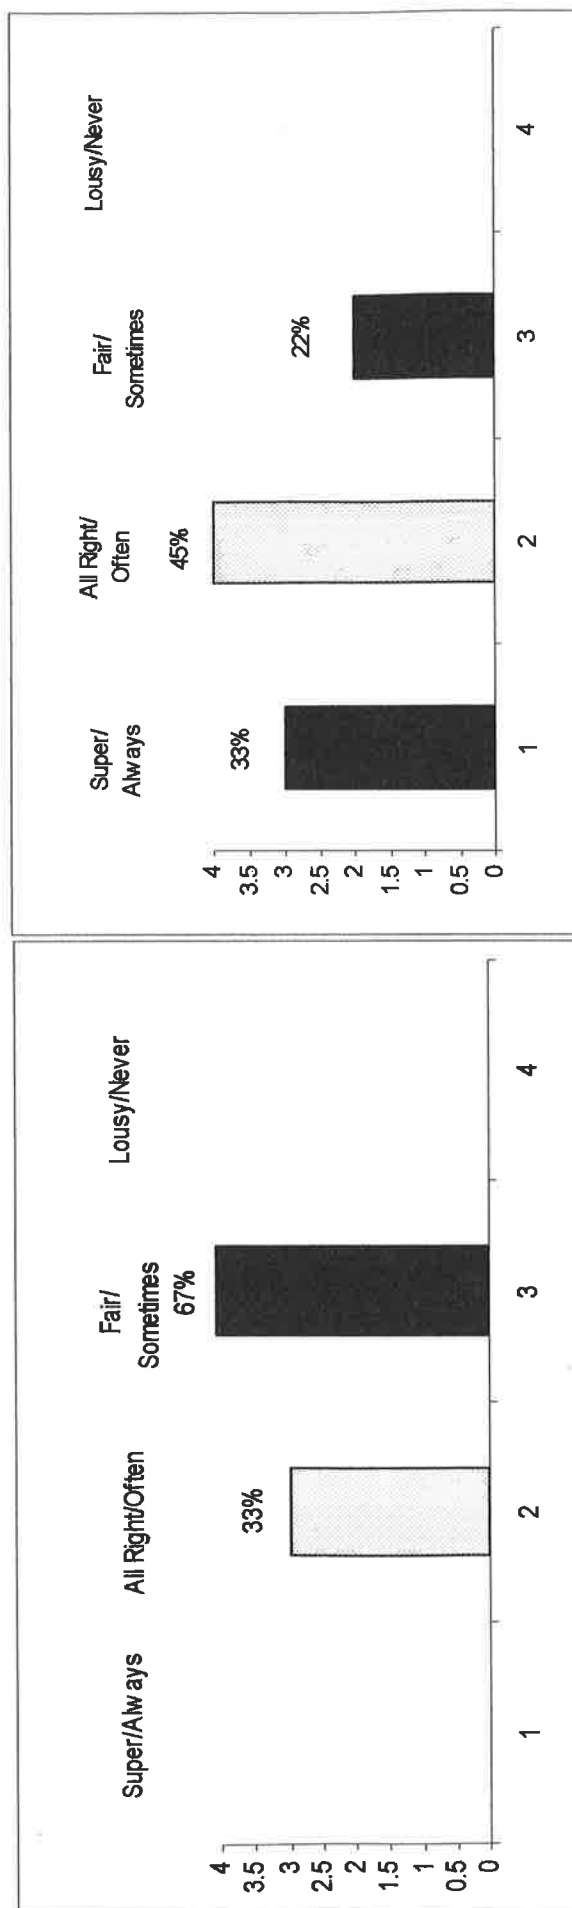 Super/Always
All Right/Often
Fair/
Sometimes
Lousy/Never
33%
67%
4
3.5
3
2.5
2
1.5
1
0.5
0
1
2
3
4
Super/
Always
All Right/
Often
Fair/
Sometimes
Lousy/Never
33%
45%
22%
4
3.5
3
2.5
2
1.5
1
0.5
0
1
2
3
4